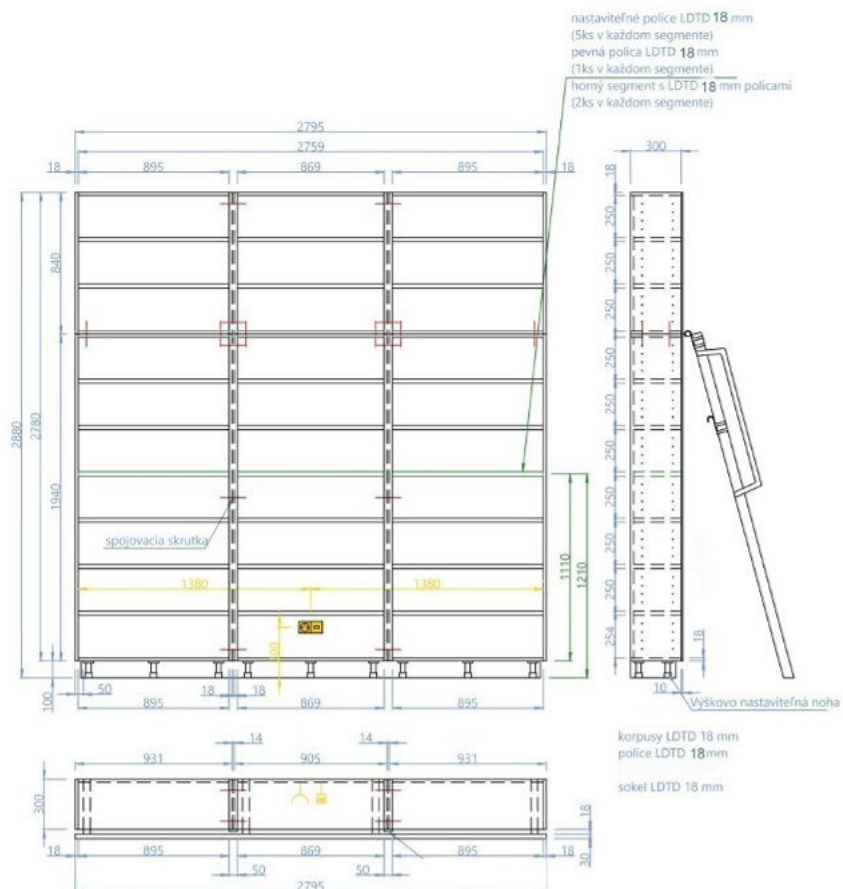 nastaviteľné police LDTD 18 mm
(5ks v každom segmente)
pevná polica LDTD 18 mm
(1ks v každom segmente)
horný segment s LDTD 18 mm policami
(2ks v každom segmente)
2795
2759
18 895 869 895 18
300
18
250
250
250
250
250
250
250
250
250
254
18
10
840
1940
2780
2880
100
spojovacia skrutka
1380 1380
300
1110
1210
50 18 18
895 869 895
Výškovo nastaviteľná noha
korpusy LDTD 18 mm
police LDTD 18 mm
sokel LDTD 18 mm
14 14
931 905 931
300
18
30
18 895 869 895 18
50 50
2795